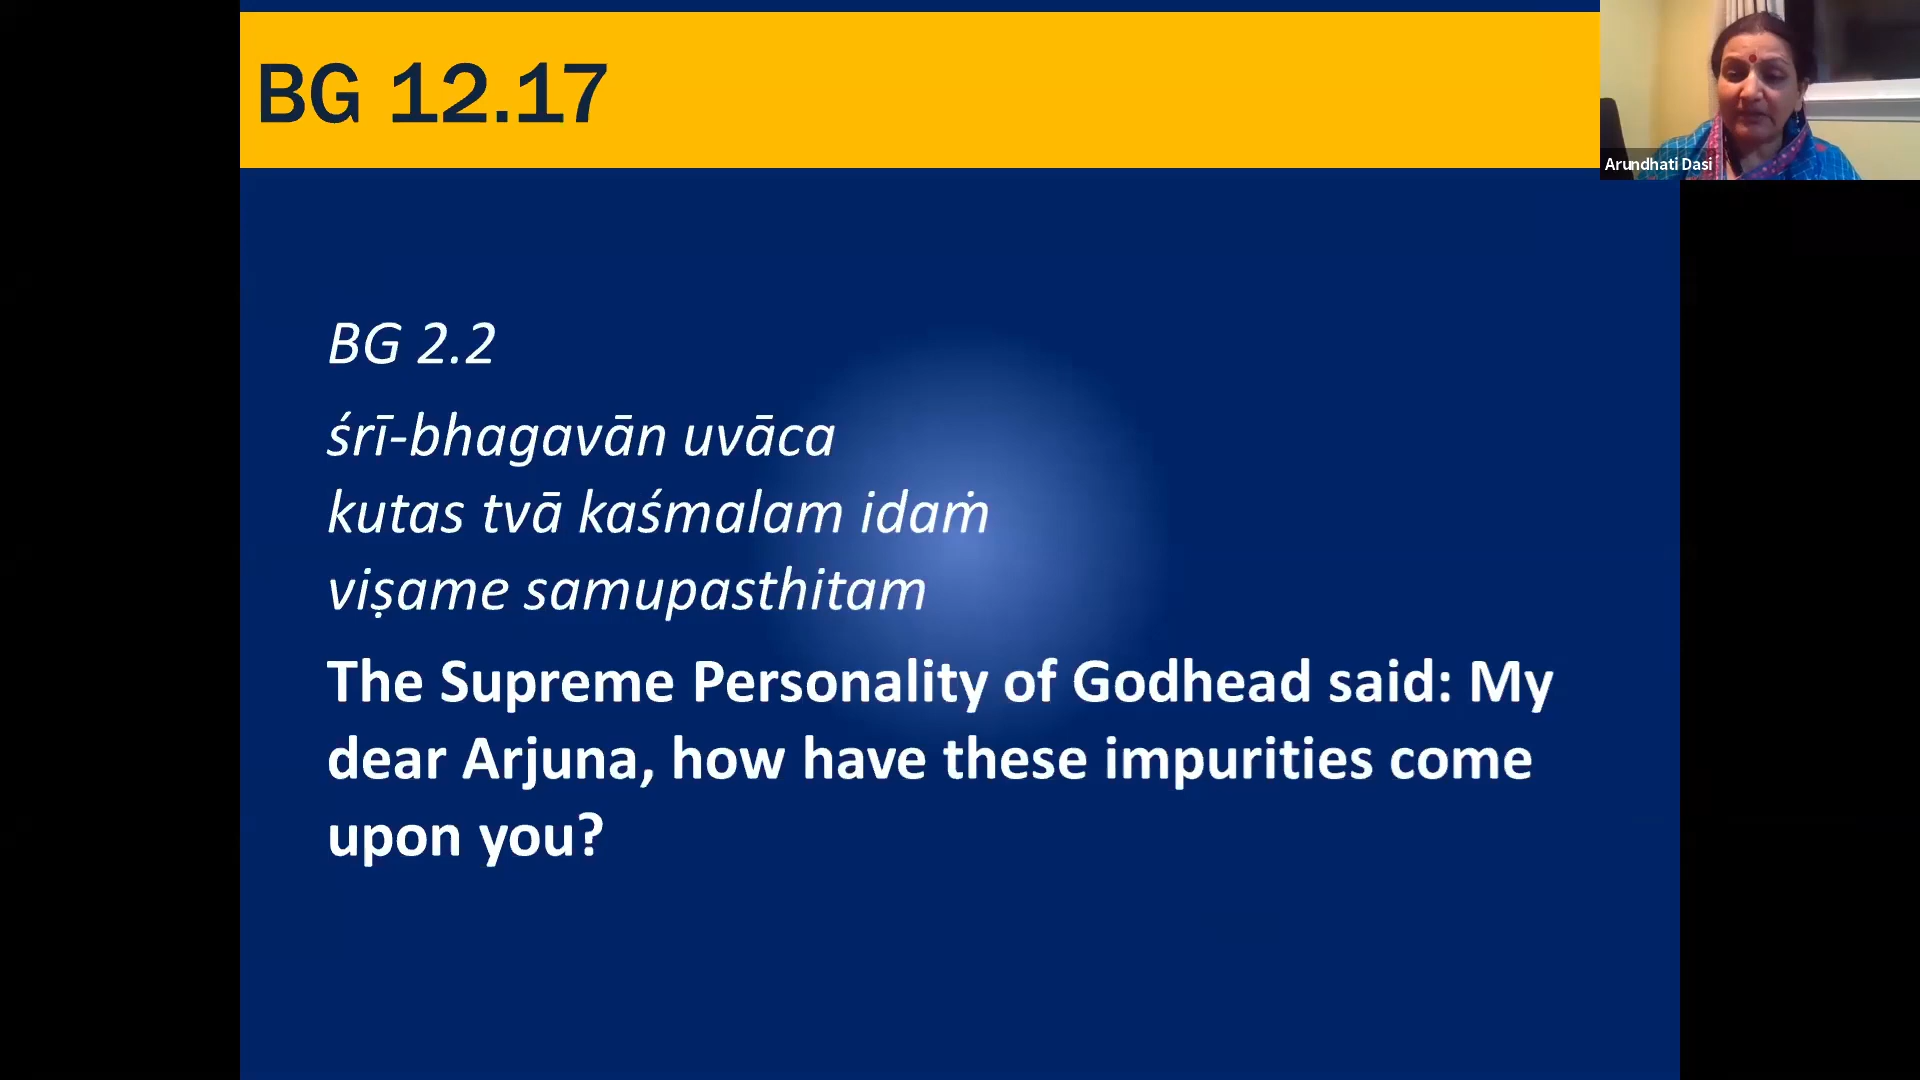 BG 12.17
Arundhati Dasi
BG 2.2
śrī-bhagavān uvāca
kutas tvā kaśmalam idaṁ
viṣame samupasthitam
The Supreme Personality of Godhead said: My
dear Arjuna, how have these impurities come
upon you?